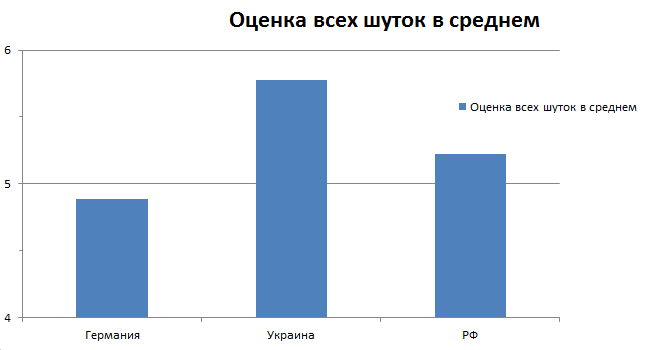 Оценка всех шуток в среднем
6
Оценка всех шуток в среднем
5
4
Германия Украина РФ